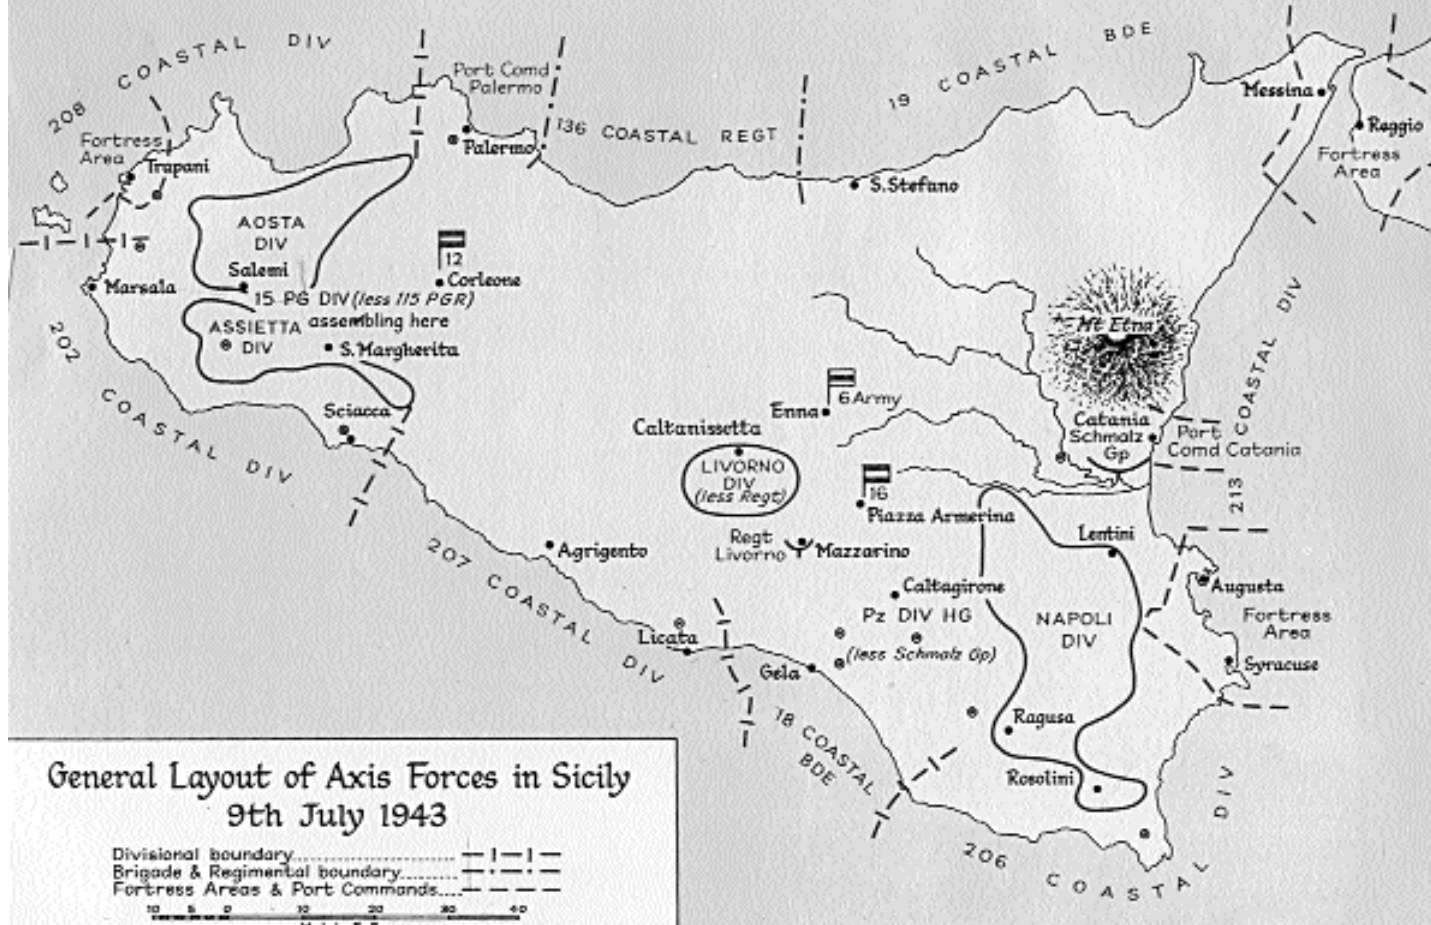 208 COASTAL DIV
Port Comd
Palermo
136 COASTAL REGT
19 COASTAL BDE
Messina
Reggio
Fortress
Area
Fortress
Area
Trapani
Palermo
S. Stefano
AOSTA
DIV
12
Corleone
Salemi
Marsala
15 PG DIV (less 115 PGR)
assembling here
ASSIETTA
DIV
S. Margherita
202 COASTAL DIV
Sciacca
Mt Etna
6 Army
Enna
Caltanissetta
LIVORNO
DIV
(less Regt)
Catania
Schmalz
Gp
Port
Comd Catania
213 COASTAL DIV
16
Piazza Armerina
Regt
Livorno
Mazzarino
Lentini
Agrigento
207 COASTAL DIV
Caltagirone
Pz DIV HG
(less Schmalz Gp)
NAPOLI
DIV
Augusta
Fortress
Area
Syracuse
Licata
Gela
18 COASTAL
BDE
Ragusa
Rosolini
206 COASTAL DIV
General Layout of Axis Forces in Sicily
9th July 1943
Divisional boundary
Brigade & Regimental boundary
Fortress Areas & Port Commands
10 5 0 10 20 30 40